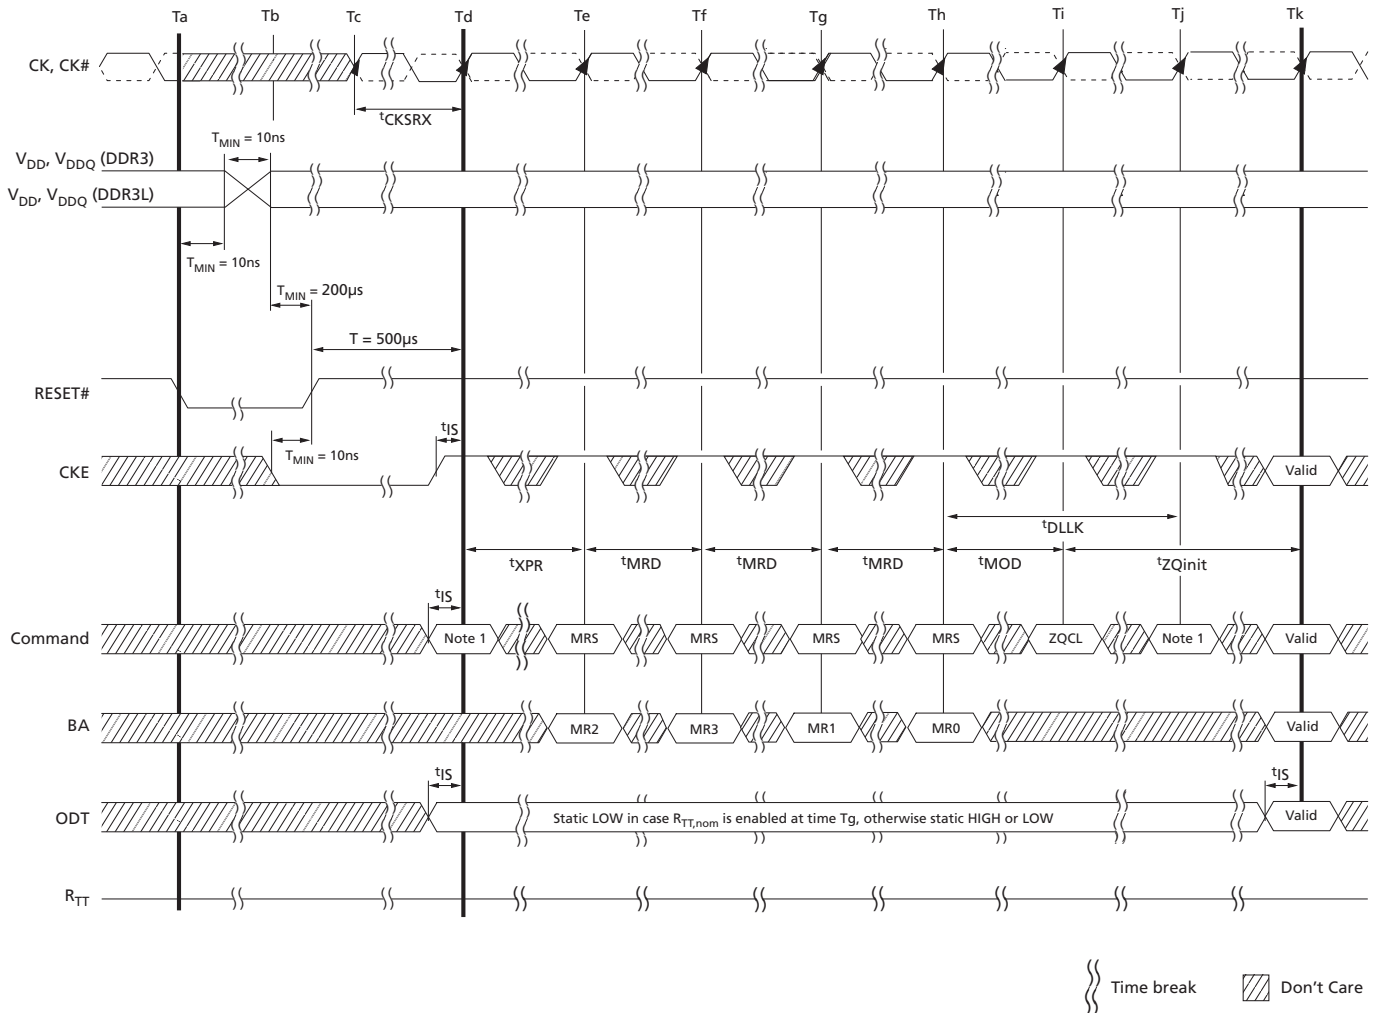 Ta Tb Tc Td Te Tf Tg Th Ti Tj Tk
CK, CK#
tCKSRX
TMIN = 10ns
VDD, VDDQ (DDR3)
VDD, VDDQ (DDR3L)
TMIN = 10ns
TMIN = 200µs
T = 500µs
RESET#
tIS
TMIN = 10ns
CKE
Valid
tDLLK
tXPR tMRD tMRD tMRD tMOD tZQinit
tIS
Command Note 1 MRS MRS MRS MRS ZQCL Note 1 Valid
BA MR2 MR3 MR1 MR0 Valid
tIS tIS
ODT Static LOW in case RTT,nom is enabled at time Tg, otherwise static HIGH or LOW Valid
RTT
Time break Don't Care